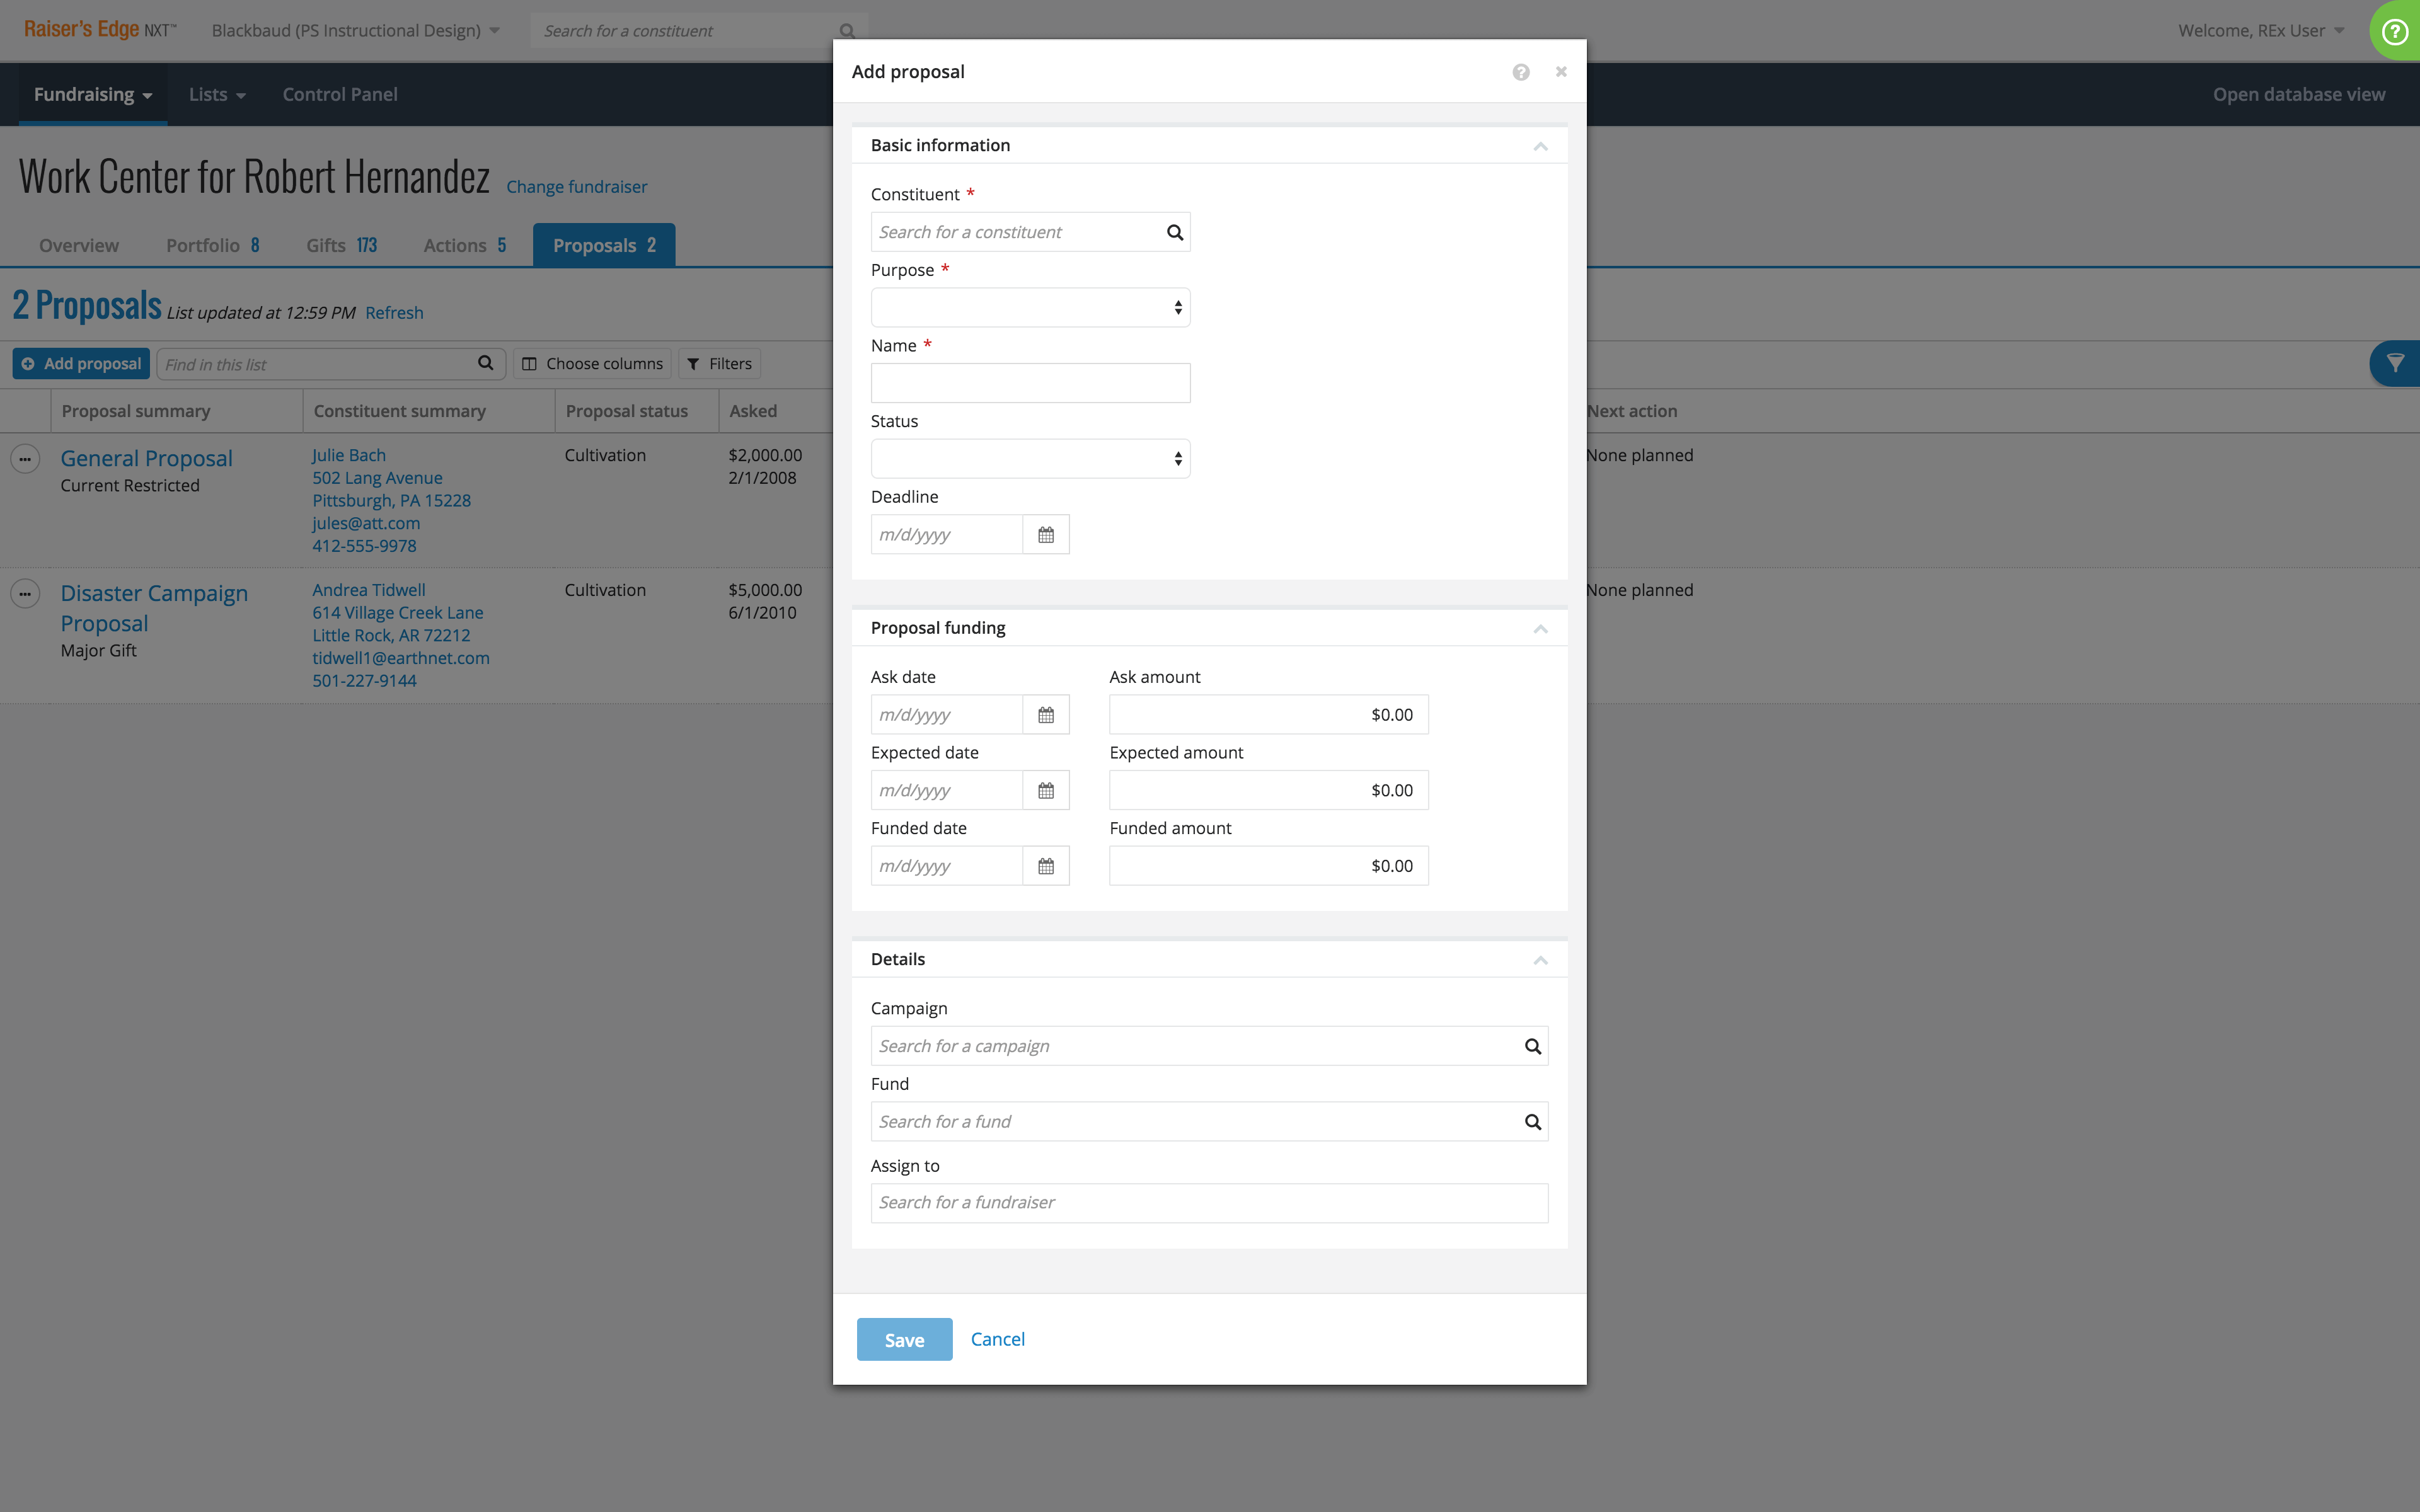 Raiser's Edge NXT™ Blackbaud (PS Instructional Design) Search for a constituent Welcome, REx User ?
Fundraising Lists Control Panel Open database view
Work Center for Robert Hernandez Change fundraiser
Overview Portfolio 8 Gifts 173 Actions 5 Proposals 2
2 Proposals List updated at 12:59 PM Refresh
Add proposal Find in this list Choose columns Filters
Proposal summary Constituent summary Proposal status Asked Next action
General Proposal
Current Restricted
Julie Bach
502 Lang Avenue
Pittsburgh, PA 15228
jules@att.com
412-555-9978
Cultivation
$2,000.00
2/1/2008
None planned
Disaster Campaign
Proposal
Major Gift
Andrea Tidwell
614 Village Creek Lane
Little Rock, AR 72212
tidwell1@earthnet.com
501-227-9144
Cultivation
$5,000.00
6/1/2010
None planned
Add proposal
Basic information
Constituent *
Search for a constituent
Purpose *
Name *
Status
Deadline
m/d/yyyy
Proposal funding
Ask date Ask amount
m/d/yyyy $0.00
Expected date Expected amount
m/d/yyyy $0.00
Funded date Funded amount
m/d/yyyy $0.00
Details
Campaign
Search for a campaign
Fund
Search for a fund
Assign to
Search for a fundraiser
Save Cancel